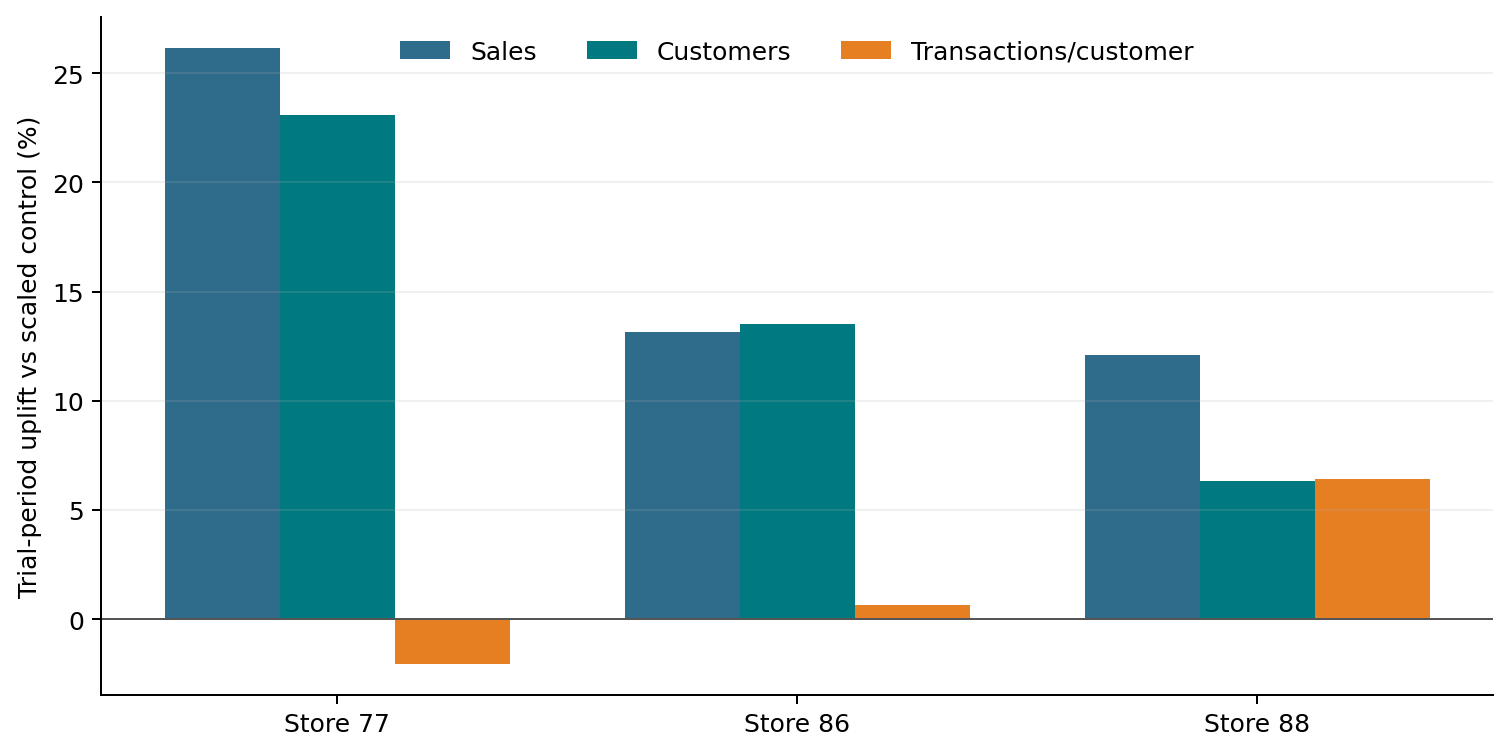 Sales Customers Transactions/customer
Trial-period uplift vs scaled control (%)
25
20
15
10
5
0
Store 77 Store 86 Store 88